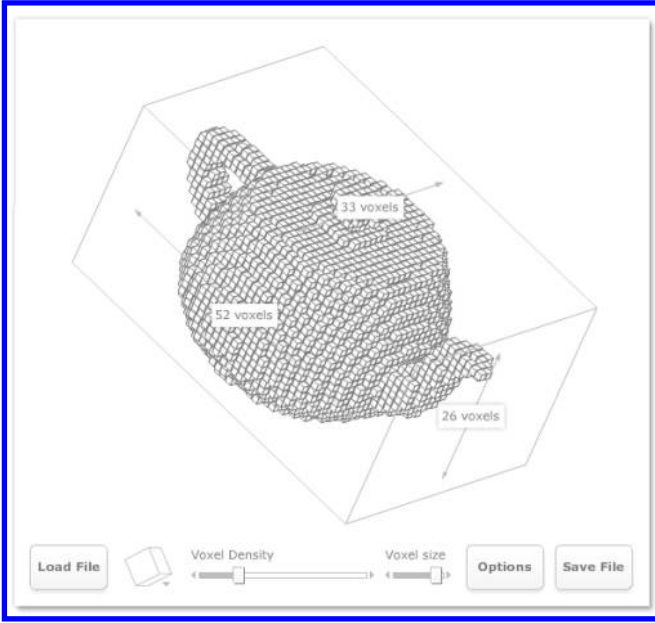 33 voxels
52 voxels
26 voxels
Load File
Voxel Density
Voxel size
Options
Save File